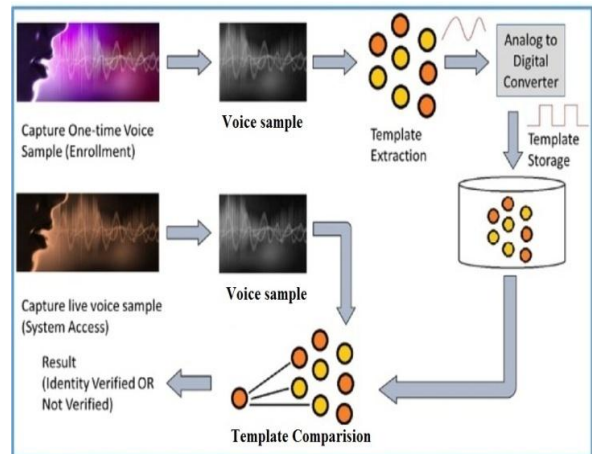 Capture One-time Voice
Sample (Enrollment)
Voice sample
Template
Extraction
Analog to
Digital
Converter
Template
Storage
Capture live voice sample
(System Access)
Voice sample
Result
(Identity Verified OR
Not Verified)
Template Comparision